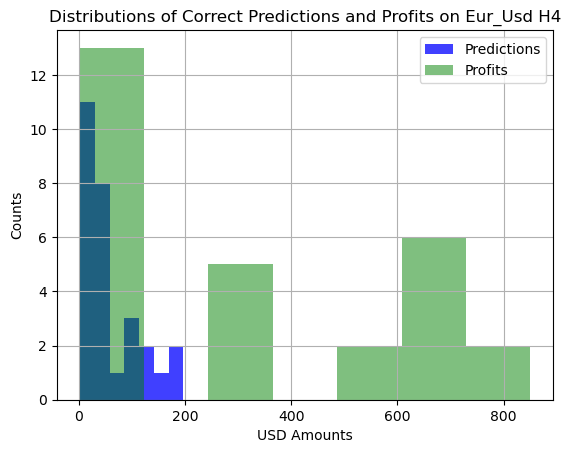 Distributions of Correct Predictions and Profits on Eur_Usd H4
Predictions
Profits
12
10
8
6
4
2
0
Counts
0 200 400 600 800
USD Amounts